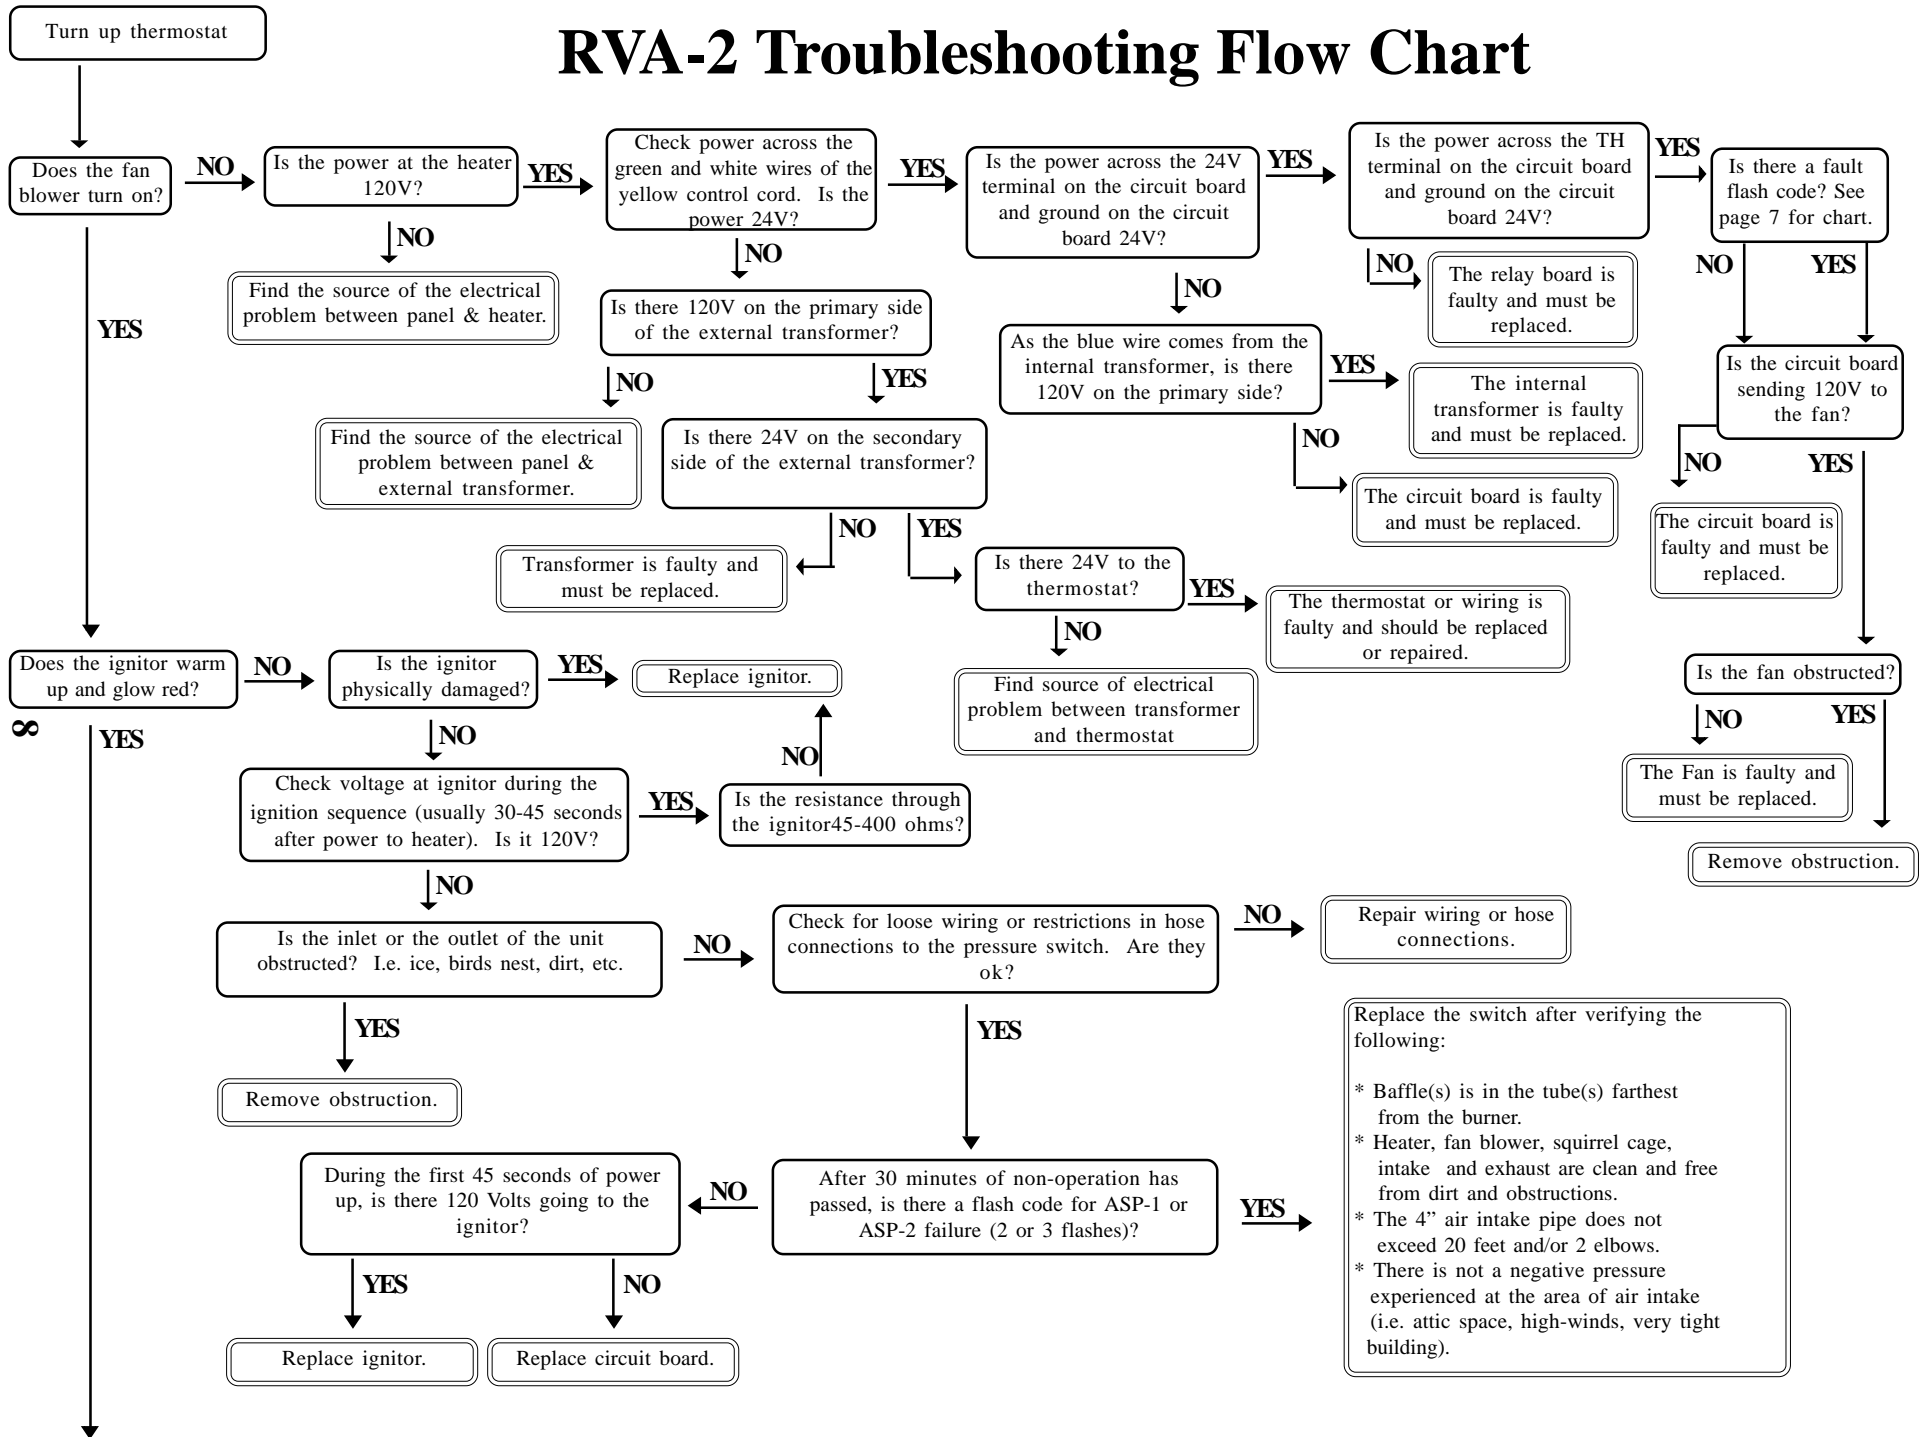 Turn up thermostat
RVA-2 Troubleshooting Flow Chart
Does the fan
blower turn on?
NO
Is the power at the heater
120V?
YES
Check power across the
green and white wires of the
yellow control cord. Is the
power 24V?
YES
Is the power across the 24V
terminal on the circuit board
and ground on the circuit
board 24V?
YES
Is the power across the TH
terminal on the circuit board
and ground on the circuit
board 24V?
YES
Is there a fault
flash code? See
page 7 for chart.
NO
Find the source of the electrical
problem between panel & heater.
NO
Is there 120V on the primary side
of the external transformer?
NO
As the blue wire comes from the
internal transformer, is there
120V on the primary side?
NO
The relay board is
faulty and must be
replaced.
NO
YES
Is the circuit board
sending 120V to
the fan?
YES
NO
YES
YES
The internal
transformer is faulty
and must be replaced.
Find the source of the electrical
problem between panel &
external transformer.
Is there 24V on the secondary
side of the external transformer?
NO
The circuit board is faulty
and must be replaced.
NO
YES
The circuit board is
faulty and must be
replaced.
NO
YES
Transformer is faulty and
must be replaced.
Is there 24V to the
thermostat?
YES
The thermostat or wiring is
faulty and should be replaced
or repaired.
NO
Find source of electrical
problem between transformer
and thermostat
Is the fan obstructed?
NO
YES
The Fan is faulty and
must be replaced.
Remove obstruction.
Does the ignitor warm
up and glow red?
NO
Is the ignitor
physically damaged?
YES
Replace ignitor.
8
YES
NO
NO
Check voltage at ignitor during the
ignition sequence (usually 30-45 seconds
after power to heater). Is it 120V?
YES
Is the resistance through
the ignitor45-400 ohms?
NO
Is the inlet or the outlet of the unit
obstructed? I.e. ice, birds nest, dirt, etc.
NO
Check for loose wiring or restrictions in hose
connections to the pressure switch. Are they
ok?
NO
Repair wiring or hose
connections.
YES
Remove obstruction.
YES
After 30 minutes of non-operation has
passed, is there a flash code for ASP-1 or
ASP-2 failure (2 or 3 flashes)?
YES
Replace the switch after verifying the
following:
* Baffle(s) is in the tube(s) farthest
from the burner.
* Heater, fan blower, squirrel cage,
intake and exhaust are clean and free
from dirt and obstructions.
* The 4” air intake pipe does not
exceed 20 feet and/or 2 elbows.
* There is not a negative pressure
experienced at the area of air intake
(i.e. attic space, high-winds, very tight
building).
NO
During the first 45 seconds of power
up, is there 120 Volts going to the
ignitor?
YES
NO
Replace ignitor.
Replace circuit board.